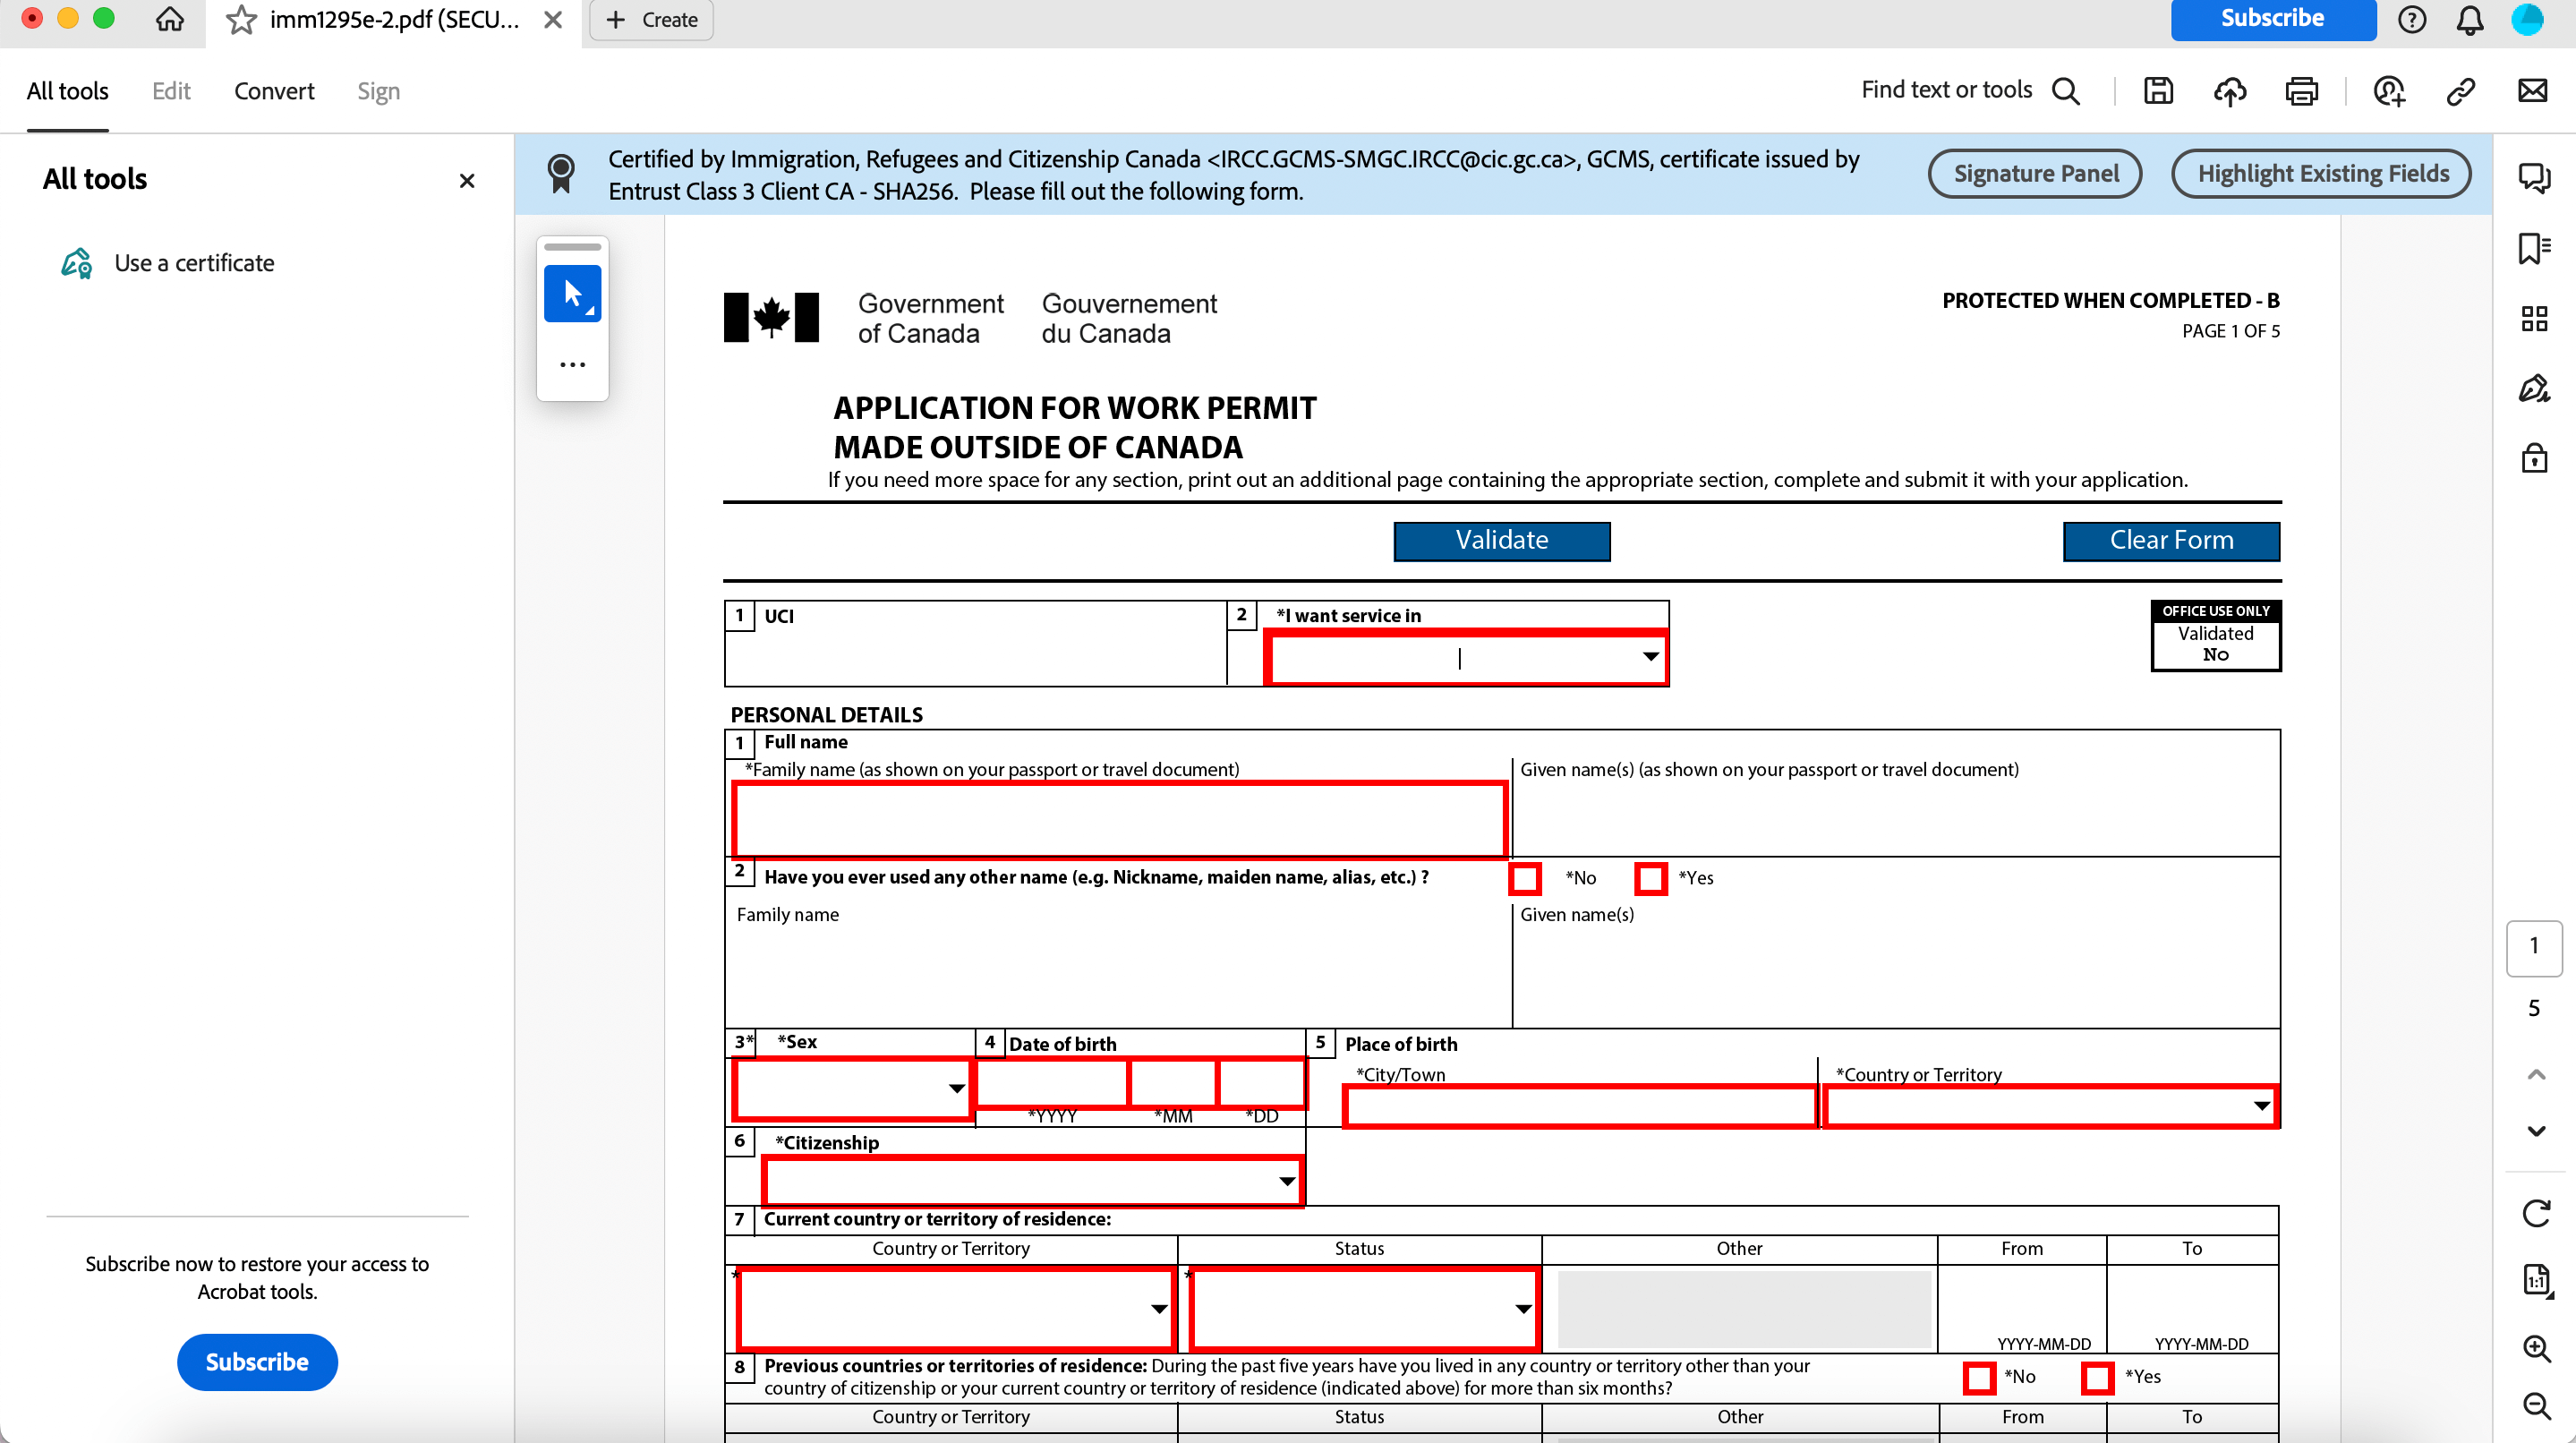 imm1295e-2.pdf (SECU...
Create
Subscribe
All tools
Edit
Convert
Sign
Find text or tools
All tools
Use a certificate
Certified by Immigration, Refugees and Citizenship Canada <IRCC.GCMS-SMGC.IRCC@cic.gc.ca>, GCMS, certificate issued by
Entrust Class 3 Client CA - SHA256.  Please fill out the following form.
Signature Panel
Highlight Existing Fields
Government of Canada
Gouvernement du Canada
PROTECTED WHEN COMPLETED - B
PAGE 1 OF 5
APPLICATION FOR WORK PERMIT
MADE OUTSIDE OF CANADA
If you need more space for any section, print out an additional page containing the appropriate section, complete and submit it with your application.
Validate
Clear Form
1 UCI
2 *I want service in
OFFICE USE ONLY
Validated
No
PERSONAL DETAILS
1 Full name
*Family name (as shown on your passport or travel document)
Given name(s) (as shown on your passport or travel document)
2 Have you ever used any other name (e.g. Nickname, maiden name, alias, etc.) ?
*No
*Yes
Family name
Given name(s)
3* *Sex
4 Date of birth
5 Place of birth
*City/Town
*Country or Territory
*YYYY
*MM
*DD
6 *Citizenship
7 Current country or territory of residence:
Country or Territory
Status
Other
From
To
*
*
YYYY-MM-DD
YYYY-MM-DD
8 Previous countries or territories of residence: During the past five years have you lived in any country or territory other than your
country of citizenship or your current country or territory of residence (indicated above) for more than six months?
*No
*Yes
Country or Territory
Status
Other
From
To
Subscribe now to restore your access to
Acrobat tools.
Subscribe
1
5
1:1